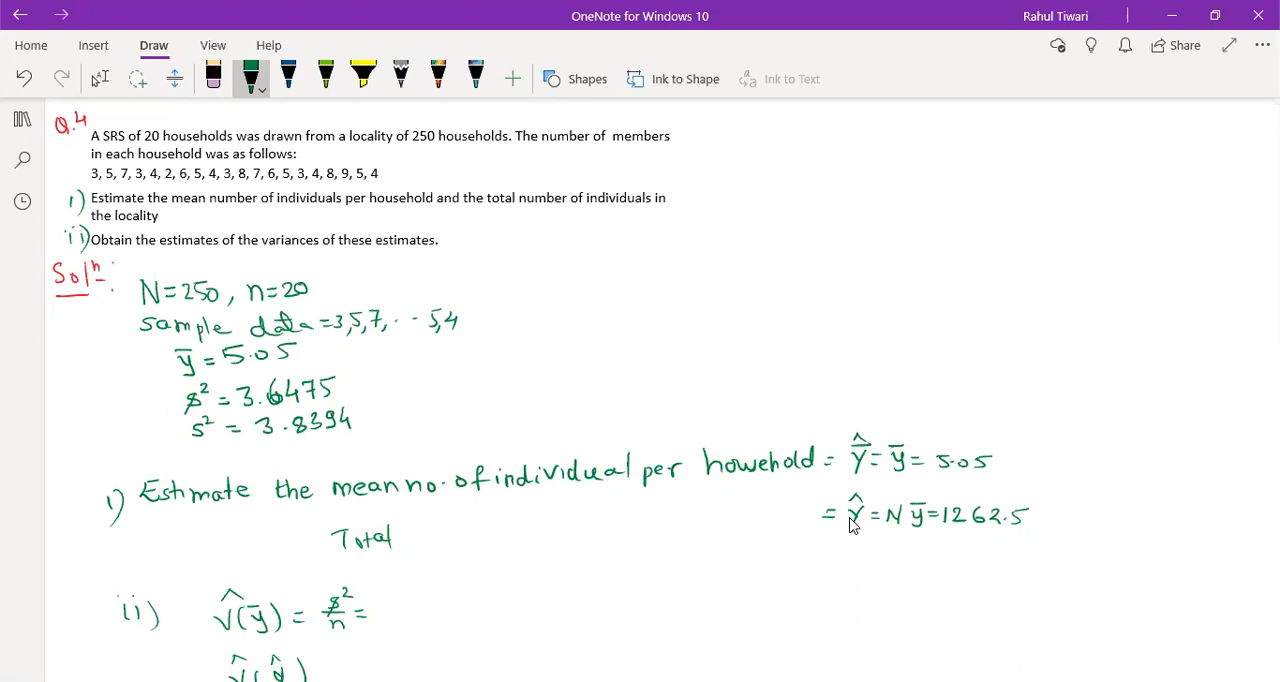 OneNote for Windows 10
Rahul Tiwari
Home Insert Draw View Help
Share
Shapes Ink to Shape Ink to Text
Q.4
A SRS of 20 households was drawn from a locality of 250 households. The number of members
in each household was as follows:
3, 5, 7, 3, 4, 2, 6, 5, 4, 3, 8, 7, 6, 5, 3, 4, 8, 9, 5, 4
i) Estimate the mean number of individuals per household and the total number of individuals in
the locality
ii) Obtain the estimates of the variances of these estimates.
Solⁿ:
N=250, n=20
sample data =3,5,7,...5,4
ȳ = 5.05
s² = 3.6475
s² = 3.8394
i) Estimate the mean no. of individual per howehold = Ȳ̂ = ȳ = 5.05
Total = Ŷ = Nȳ = 1262.5
ii) V̂(ȳ) = s²/n =
V̂(ŷ)